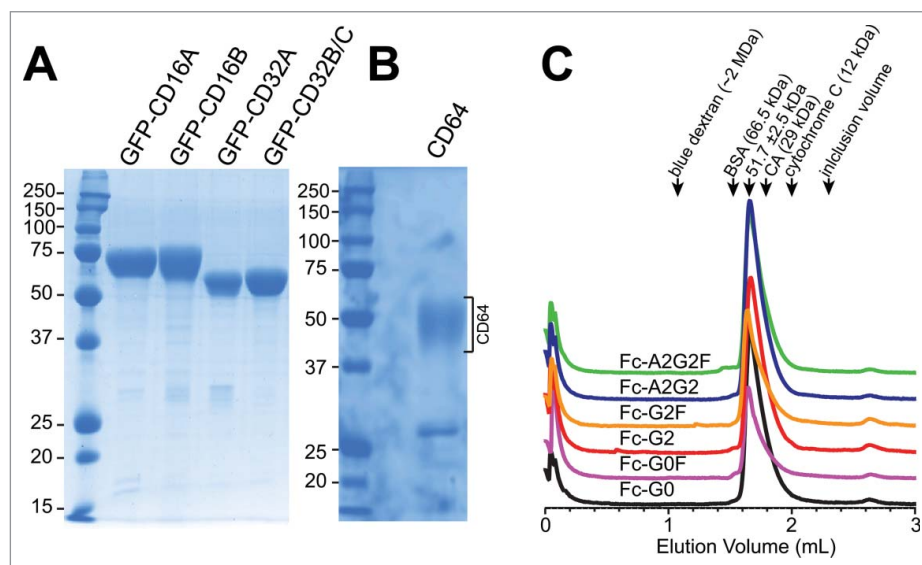 A
GFP-CD16A
GFP-CD16B
GFP-CD32A
GFP-CD32B/C
250
150
100
75
50
37
25
20
15
B
CD64
250
150
100
75
50
37
25
20
CD64
C
blue dextran (~2 MDa)
BSA (66.5 kDa)
51.7 ±2.5 kDa
CA (29 kDa)
cytochrome C (12 kDa)
inlclusion volume
Fc-A2G2F
Fc-A2G2
Fc-G2F
Fc-G2
Fc-G0F
Fc-G0
0 1 2 3
Elution Volume (mL)